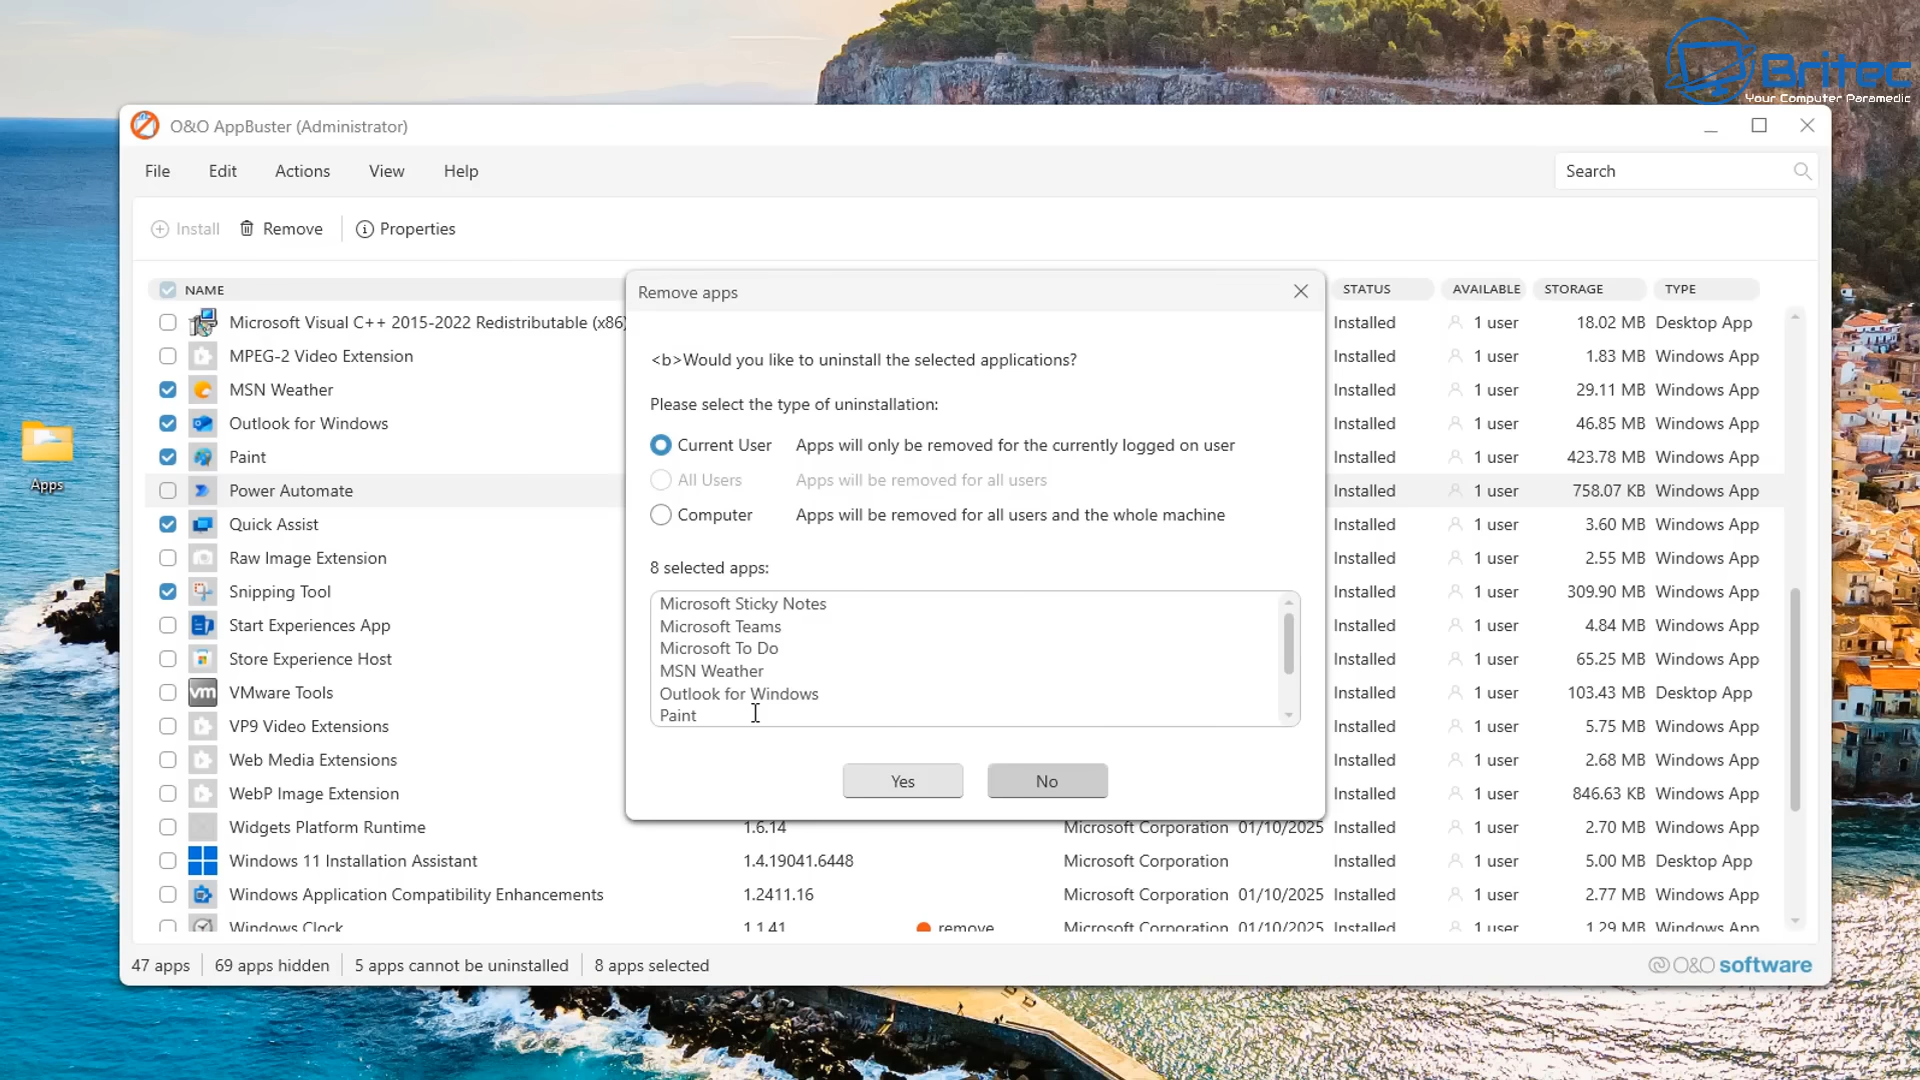 Britec
Your Computer Paramedic
O&O AppBuster (Administrator)
File Edit Actions View Help Search
Install Remove Properties
NAME STATUS AVAILABLE STORAGE TYPE
Microsoft Visual C++ 2015-2022 Redistributable (x86) Installed 1 user 18.02 MB Desktop App
MPEG-2 Video Extension Installed 1 user 1.83 MB Windows App
MSN Weather Installed 1 user 29.11 MB Windows App
Outlook for Windows Installed 1 user 46.85 MB Windows App
Paint Installed 1 user 423.78 MB Windows App
Power Automate Installed 1 user 758.07 KB Windows App
Quick Assist Installed 1 user 3.60 MB Windows App
Raw Image Extension Installed 1 user 2.55 MB Windows App
Snipping Tool Installed 1 user 309.90 MB Windows App
Start Experiences App Installed 1 user 4.84 MB Windows App
Store Experience Host Installed 1 user 65.25 MB Windows App
VMware Tools Installed 1 user 103.43 MB Desktop App
VP9 Video Extensions Installed 1 user 5.75 MB Windows App
Web Media Extensions Installed 1 user 2.68 MB Windows App
WebP Image Extension Installed 1 user 846.63 KB Windows App
Widgets Platform Runtime 1.6.14 Microsoft Corporation 01/10/2025 Installed 1 user 2.70 MB Windows App
Windows 11 Installation Assistant 1.4.19041.6448 Microsoft Corporation Installed 1 user 5.00 MB Desktop App
Windows Application Compatibility Enhancements 1.2411.16 Microsoft Corporation 01/10/2025 Installed 1 user 2.77 MB Windows App
Windows Clock 1.1.41 remove Microsoft Corporation 01/10/2025 Installed 1 user 1.29 MB Windows App
Remove apps
<b>Would you like to uninstall the selected applications?
Please select the type of uninstallation:
Current User Apps will only be removed for the currently logged on user
All Users Apps will be removed for all users
Computer Apps will be removed for all users and the whole machine
8 selected apps:
Microsoft Sticky Notes
Microsoft Teams
Microsoft To Do
MSN Weather
Outlook for Windows
Paint
Yes No
47 apps 69 apps hidden 5 apps cannot be uninstalled 8 apps selected
O&O software
Apps
vm